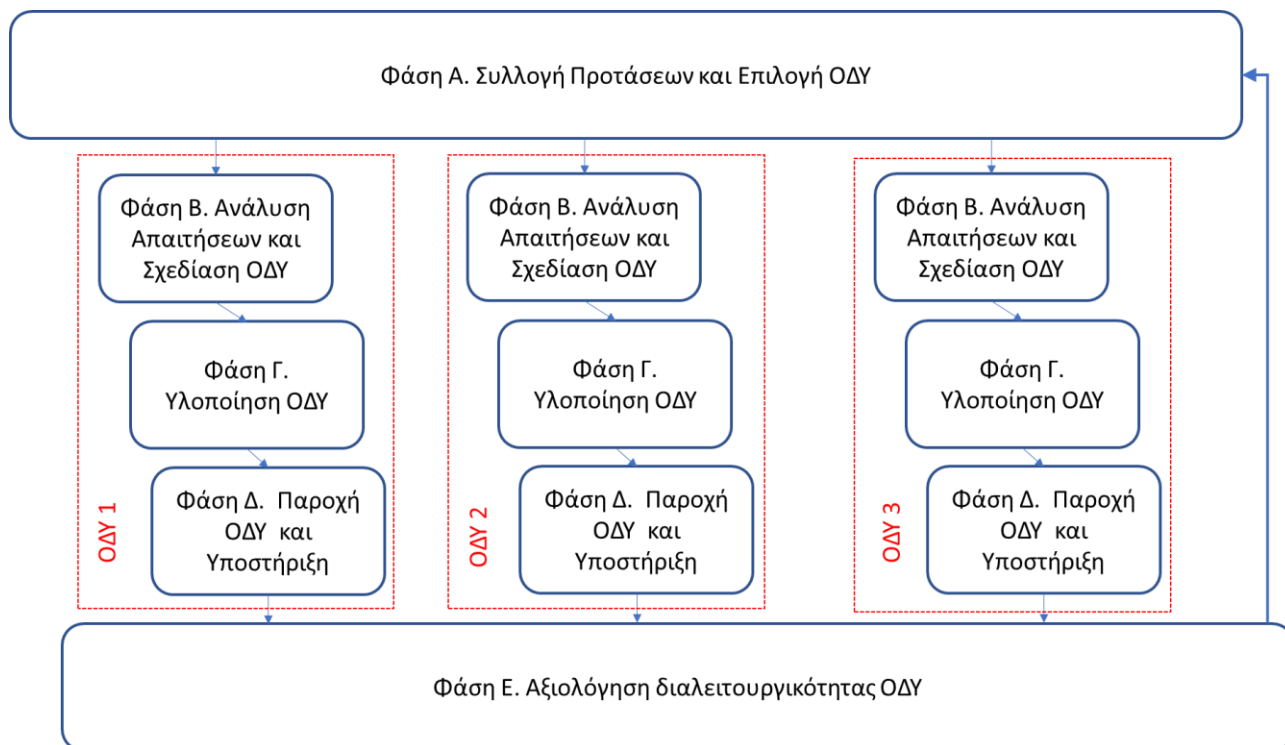 Φάση Α. Συλλογή Προτάσεων και Επιλογή ΟΔΥ
Φάση Β. Ανάλυση
Απαιτήσεων και
Σχεδίαση ΟΔΥ
Φάση Γ.
Υλοποίηση ΟΔΥ
Φάση Δ. Παροχή
ΟΔΥ και
Υποστήριξη
ΟΔΥ 1
Φάση Β. Ανάλυση
Απαιτήσεων και
Σχεδίαση ΟΔΥ
Φάση Γ.
Υλοποίηση ΟΔΥ
Φάση Δ. Παροχή
ΟΔΥ και
Υποστήριξη
ΟΔΥ 2
Φάση Β. Ανάλυση
Απαιτήσεων και
Σχεδίαση ΟΔΥ
Φάση Γ.
Υλοποίηση ΟΔΥ
Φάση Δ. Παροχή
ΟΔΥ και
Υποστήριξη
ΟΔΥ 3
Φάση Ε. Αξιολόγηση διαλειτουργικότητας ΟΔΥ